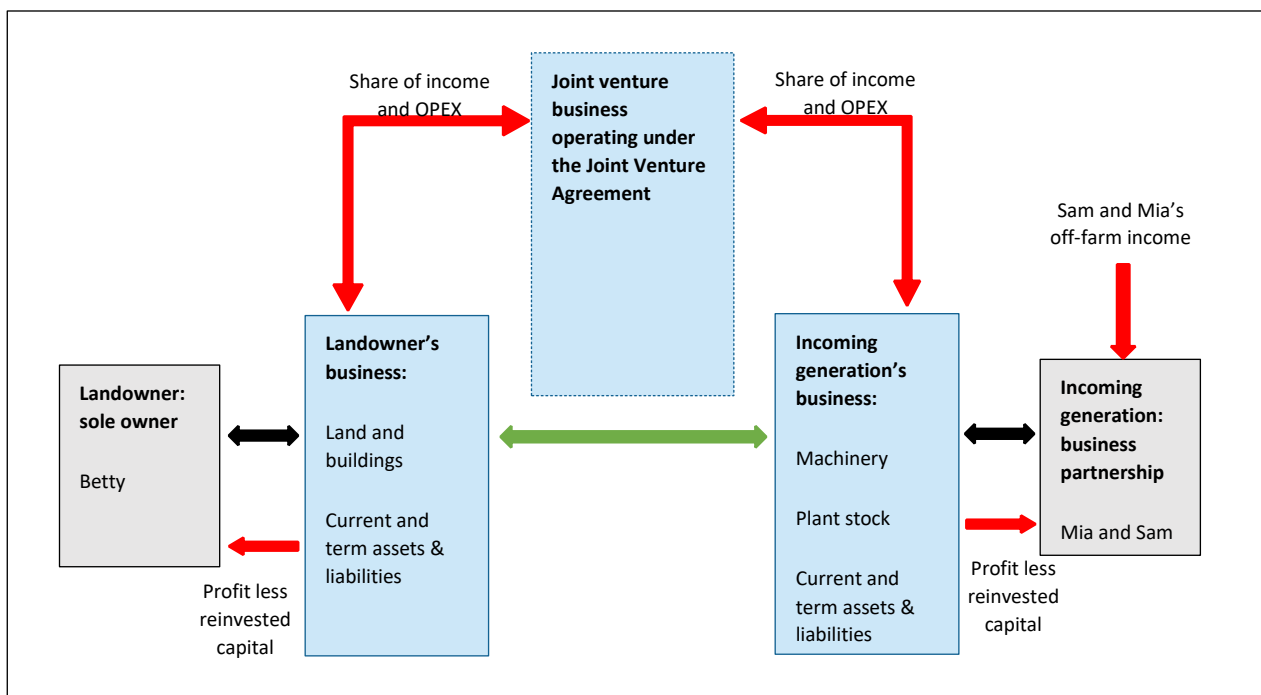 Share of income
and OPEX
Joint venture
business
operating under
the Joint Venture
Agreement
Share of income
and OPEX
Sam and Mia’s
off-farm income
Landowner:
sole owner
Betty
Landowner’s
business:
Land and
buildings
Current and
term assets &
liabilities
Profit less
reinvested
capital
Incoming
generation’s
business:
Machinery
Plant stock
Current and
term assets &
liabilities
Incoming
generation:
business
partnership
Mia and Sam
Profit less
reinvested
capital